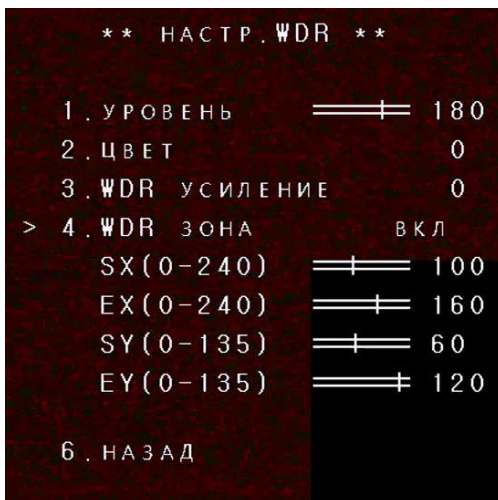 ** НАСТР.WDR **
1.УРОВЕНЬ 180
2.ЦВЕТ 0
3.WDR УСИЛЕНИЕ 0
> 4.WDR ЗОНА ВКЛ
SX(0-240) 100
EX(0-240) 160
SY(0-135) 60
EY(0-135) 120
6.НАЗАД